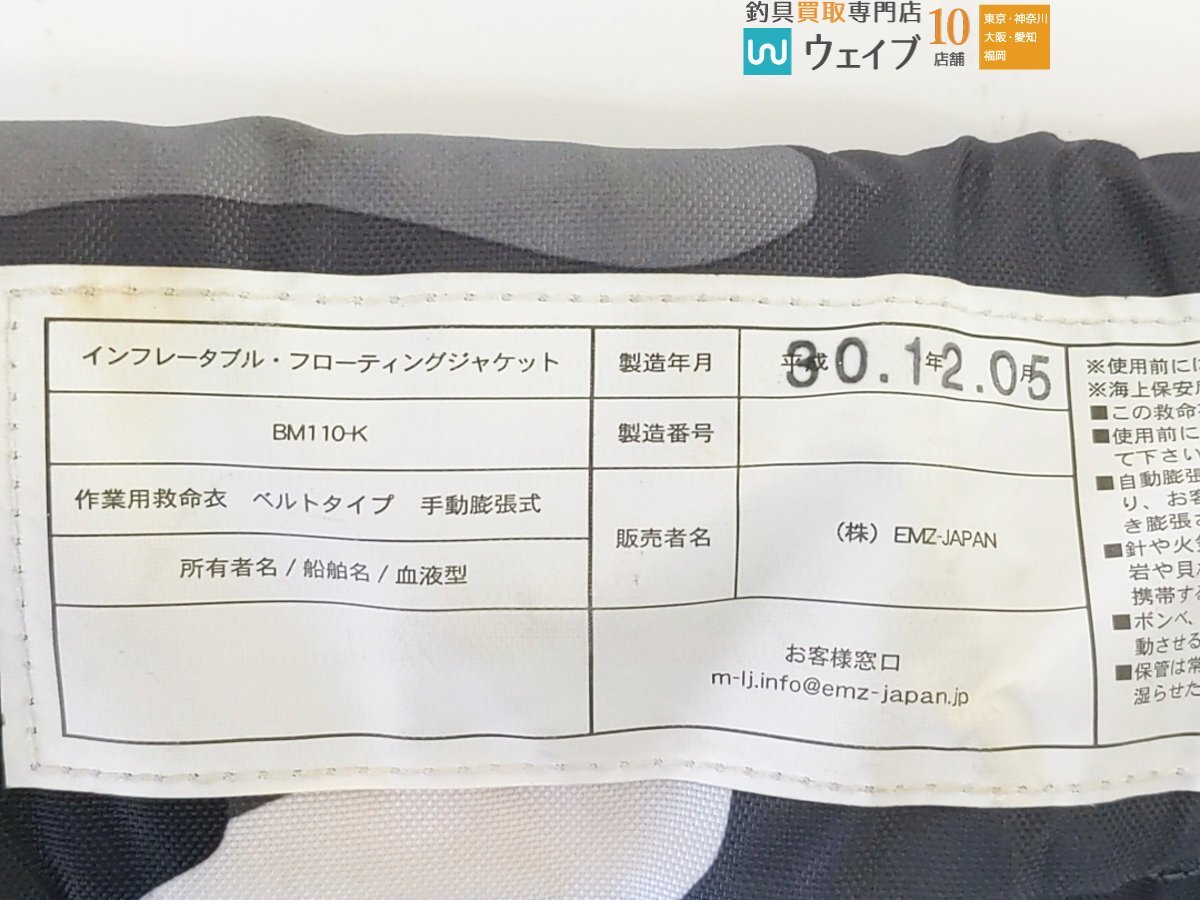 釣具買取専門店
ウェイブ
10
店舗
東京・神奈川
大阪・愛知
福岡
インフレータブル・フローティングジャケット
BM110-K
作業用救命衣 ベルトタイプ 手動膨張式
所有者名/船舶名/血液型
製造年月
平成 年 月
30.12.05
製造番号
販売者名
(株) EMZ-JAPAN
お客様窓口
m-lj.info@emz-japan.jp
※使用前に
※海上保安
■この救命
■使用前に
て下さい
■自動膨張
り、お客
き膨張
■針や火
岩や貝
携帯する
■ボンベ、
動させる
■保管は常
湿らせた